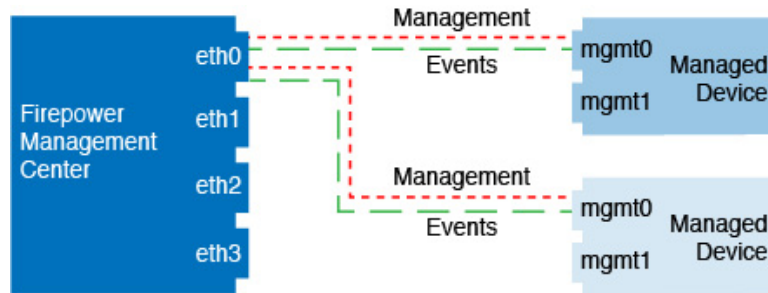 Management
eth0
mgmt0
Managed
Device
Events
mgmt1
Firepower
Management
Center
eth1
eth2
eth3
Management
mgmt0
Managed
Device
Events
mgmt1